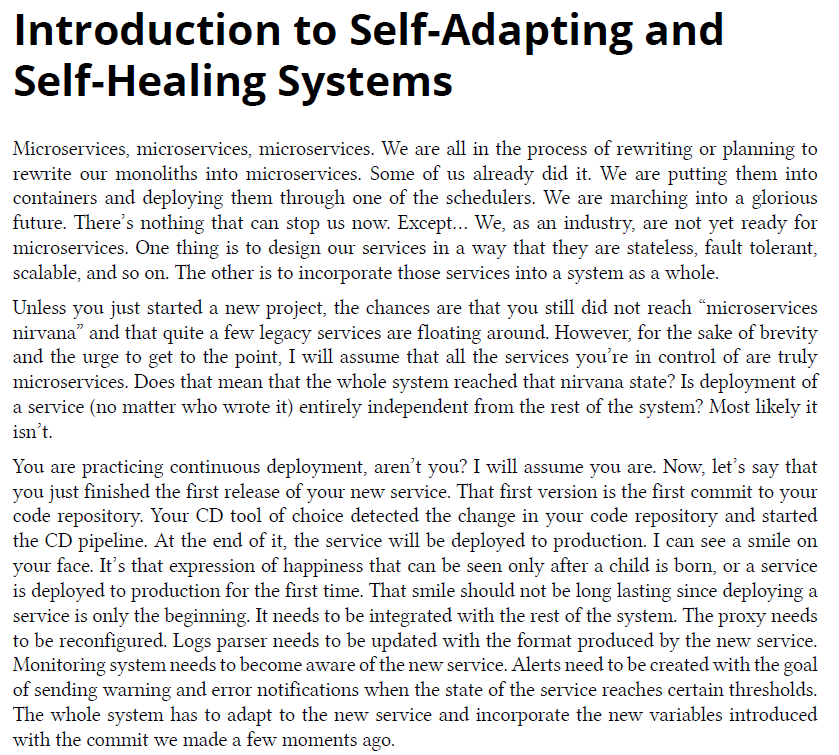 Introduction to Self-Adapting and
Self-Healing Systems
Microservices, microservices, microservices. We are all in the process of rewriting or planning to
rewrite our monoliths into microservices. Some of us already did it. We are putting them into
containers and deploying them through one of the schedulers. We are marching into a glorious
future. There’s nothing that can stop us now. Except… We, as an industry, are not yet ready for
microservices. One thing is to design our services in a way that they are stateless, fault tolerant,
scalable, and so on. The other is to incorporate those services into a system as a whole.
Unless you just started a new project, the chances are that you still did not reach “microservices
nirvana” and that quite a few legacy services are floating around. However, for the sake of brevity
and the urge to get to the point, I will assume that all the services you’re in control of are truly
microservices. Does that mean that the whole system reached that nirvana state? Is deployment of
a service (no matter who wrote it) entirely independent from the rest of the system? Most likely it
isn’t.
You are practicing continuous deployment, aren’t you? I will assume you are. Now, let’s say that
you just finished the first release of your new service. That first version is the first commit to your
code repository. Your CD tool of choice detected the change in your code repository and started
the CD pipeline. At the end of it, the service will be deployed to production. I can see a smile on
your face. It’s that expression of happiness that can be seen only after a child is born, or a service
is deployed to production for the first time. That smile should not be long lasting since deploying a
service is only the beginning. It needs to be integrated with the rest of the system. The proxy needs
to be reconfigured. Logs parser needs to be updated with the format produced by the new service.
Monitoring system needs to become aware of the new service. Alerts need to be created with the goal
of sending warning and error notifications when the state of the service reaches certain thresholds.
The whole system has to adapt to the new service and incorporate the new variables introduced
with the commit we made a few moments ago.